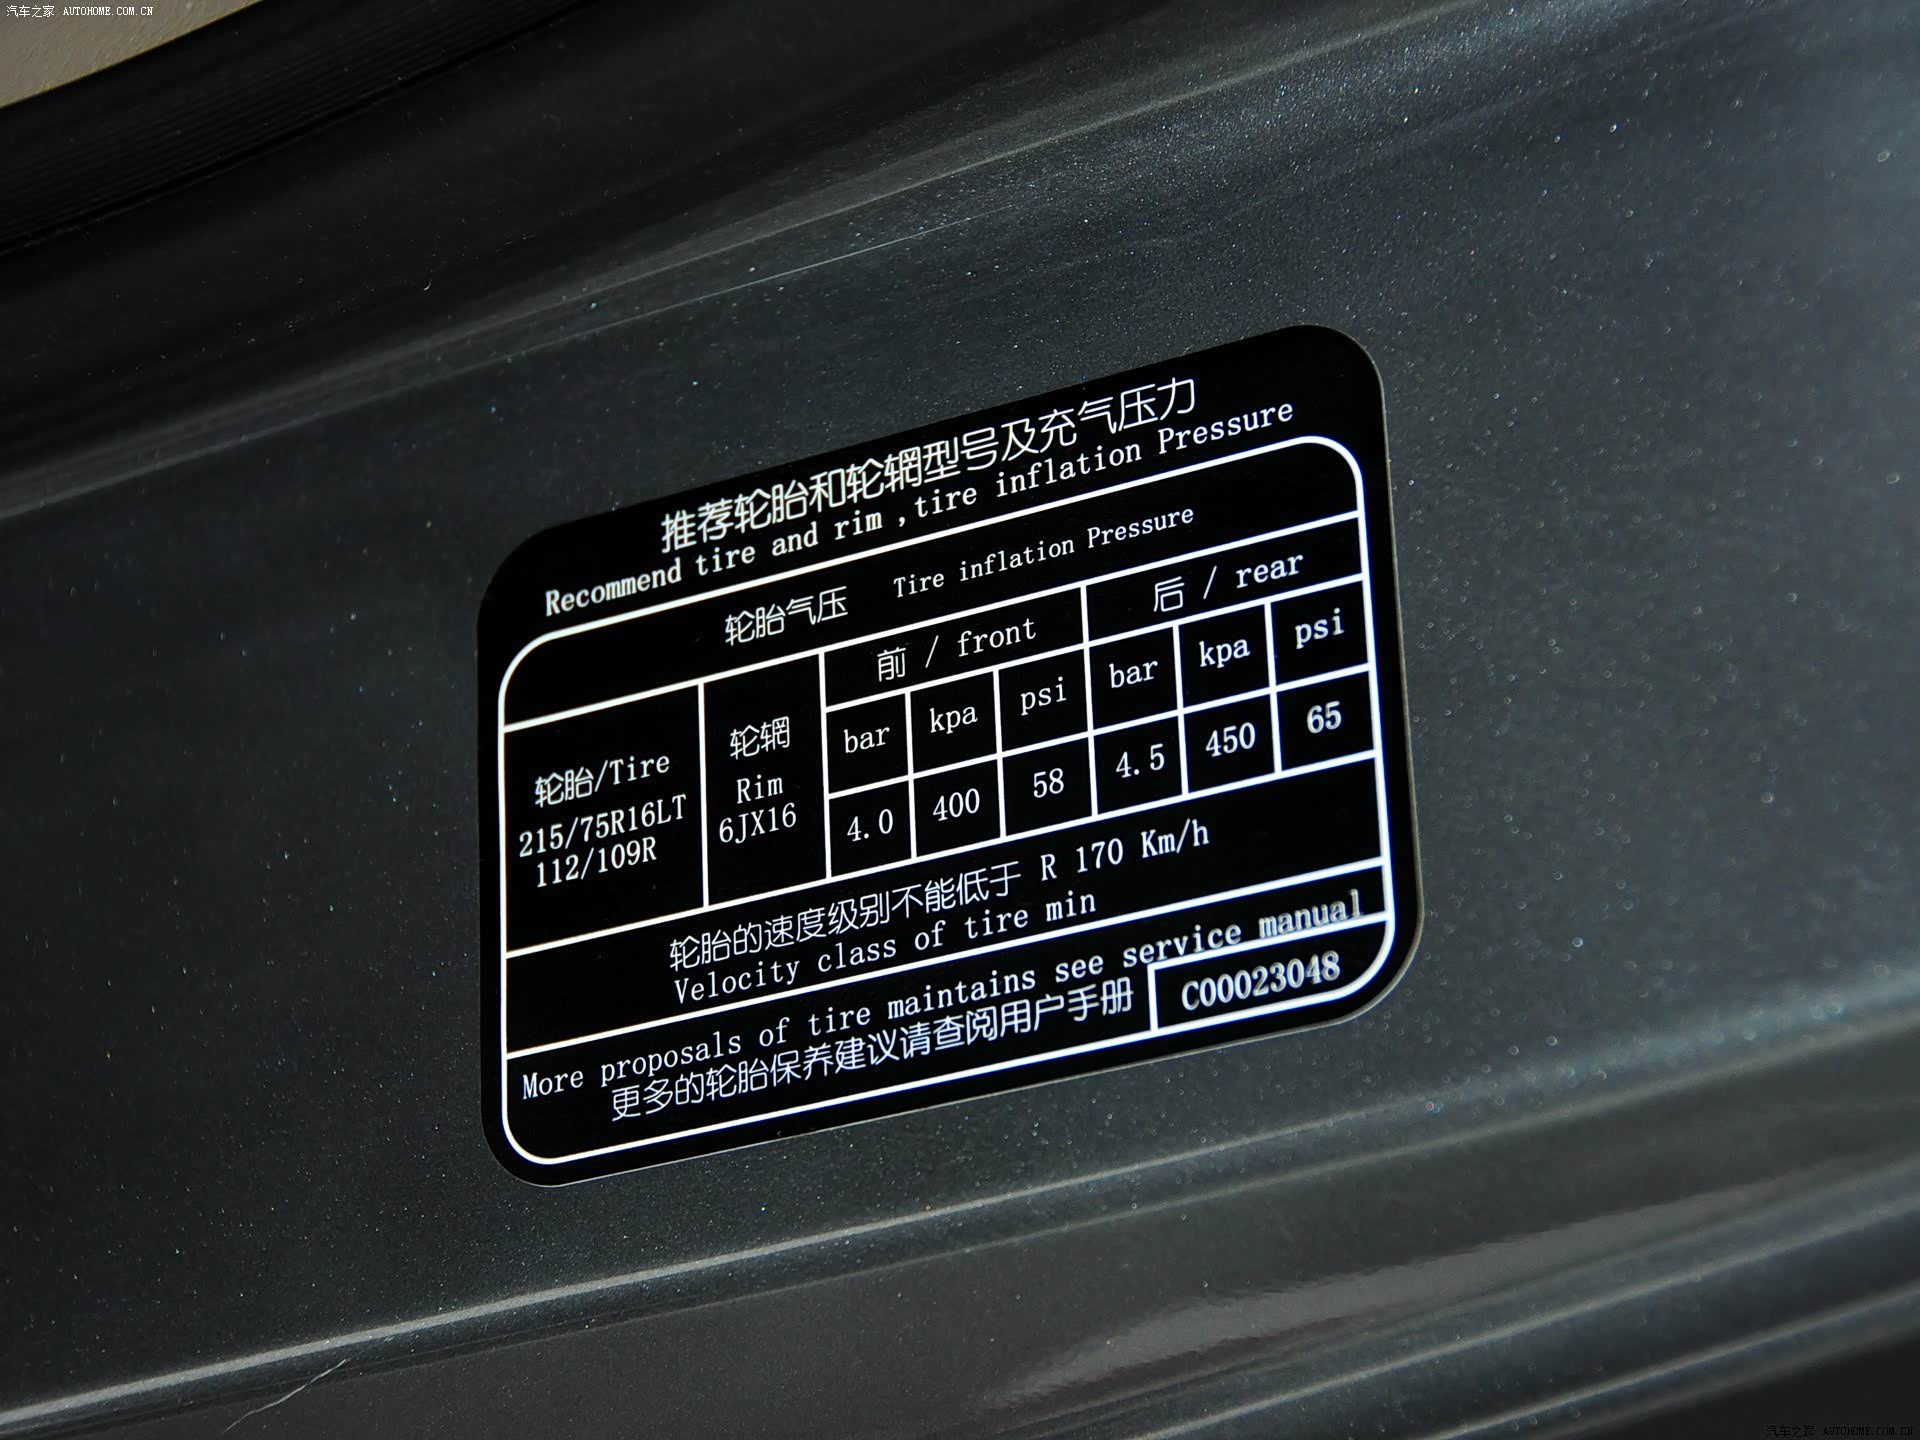 汽车之家 AUTOHOME.COM.CN
推荐轮胎和轮辋型号及充气压力
Recommend tire and rim ,tire inflation Pressure
轮胎气压 Tire inflation Pressure
前 / front 后 / rear
轮胎/Tire
215/75R16LT
112/109R
轮辋
Rim
6JX16
bar kpa psi bar kpa psi
4.0 400 58 4.5 450 65
轮胎的速度级别不能低于 R 170 Km/h
Velocity class of tire min
More proposals of tire maintains see service manual
更多的轮胎保养建议请查阅用户手册
C00023048
汽车之家 AUTOHOME.COM.CN